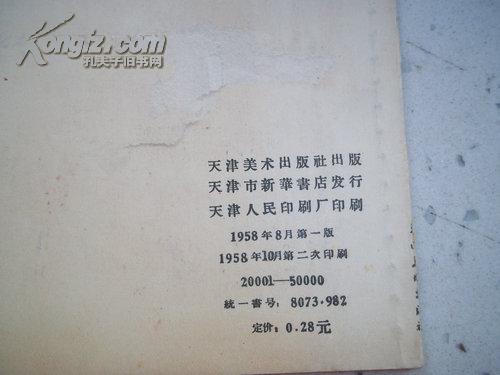 Kongfz.com
孔夫子旧书网
天津美术出版社出版
天津市新華書店发行
天津人民印刷厂印刷
1958年8月第一版
1958年10月第二次印刷
20001—50000
統一書号：8073·982
定价：0.28元